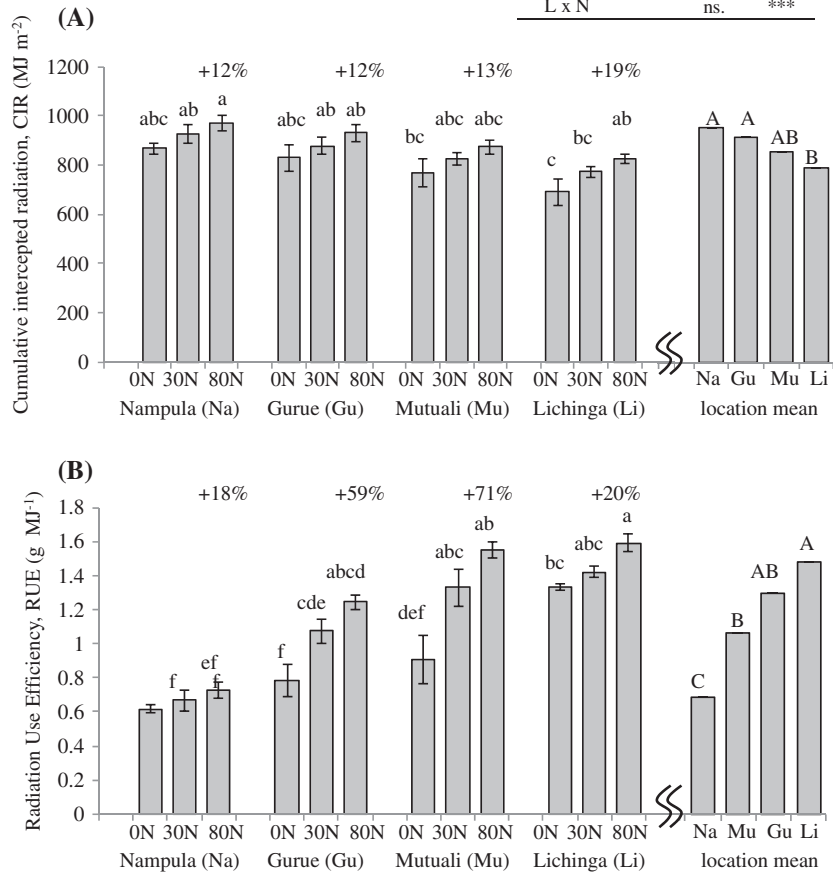 L x N ns. ***
(A)
Cumulative intercepted radiation, CIR (MJ m-2)
+12% +12% +13% +19%
1200
1000
800
600
400
200
0
abc ab a abc ab ab bc abc abc c bc ab A A AB B
0N 30N 80N 0N 30N 80N 0N 30N 80N 0N 30N 80N Na Gu Mu Li
Nampula (Na) Gurue (Gu) Mutuali (Mu) Lichinga (Li) location mean
(B)
Radiation Use Efficiency, RUE (g MJ-1)
+18% +59% +71% +20%
1.8
1.6
1.4
1.2
1
0.8
0.6
0.4
0.2
0
f ef f f cde abcd def abc ab bc abc a C B AB A
0N 30N 80N 0N 30N 80N 0N 30N 80N 0N 30N 80N Na Mu Gu Li
Nampula (Na) Gurue (Gu) Mutuali (Mu) Lichinga (Li) location mean